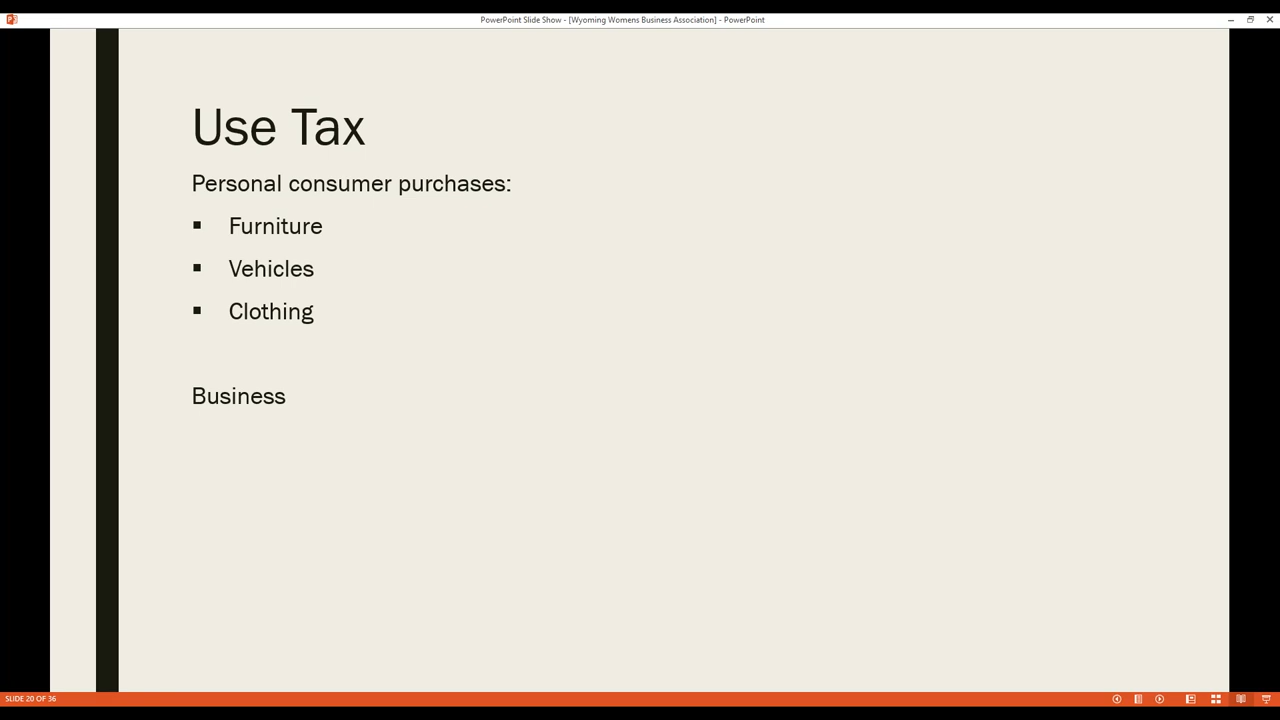 PowerPoint Slide Show - [Wyoming Womens Business Association] - PowerPoint
Use Tax
Personal consumer purchases:
▪ Furniture
▪ Vehicles
▪ Clothing
Business
SLIDE 20 OF 36